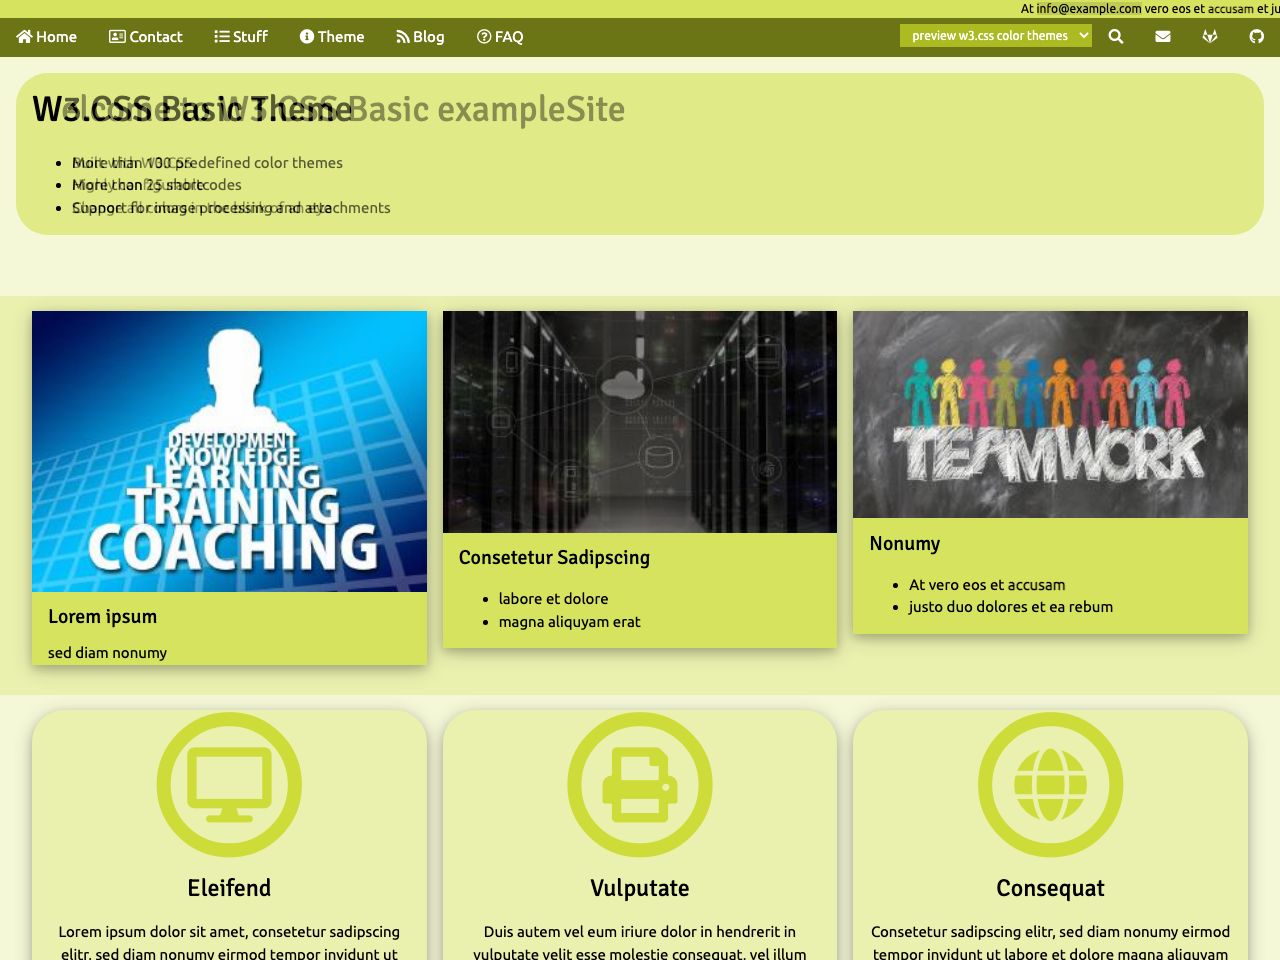 At info@example.com vero eos et accusam et ju
Home Contact Stuff Theme Blog FAQ preview w3.css color themes
W3.CSS Basic Theme
elcome to W3.CSS Basic exampleSite
More than 100 predefined color themes
More than 25 shortcodes
Support for image processing and attachments
DEVELOPMENT
KNOWLEDGE
LEARNING
TRAINING
COACHING
Lorem ipsum
sed diam nonumy
Consetetur Sadipscing
labore et dolore
magna aliquyam erat
TEAMWORK
Nonumy
At vero eos et accusam
justo duo dolores et ea rebum
Eleifend
Lorem ipsum dolor sit amet, consetetur sadipscing
elitr, sed diam nonumy eirmod tempor invidunt ut
Vulputate
Duis autem vel eum iriure dolor in hendrerit in
vulputate velit esse molestie consequat, vel illum
Consequat
Consetetur sadipscing elitr, sed diam nonumy eirmod
tempor invidunt ut labore et dolore magna aliquyam